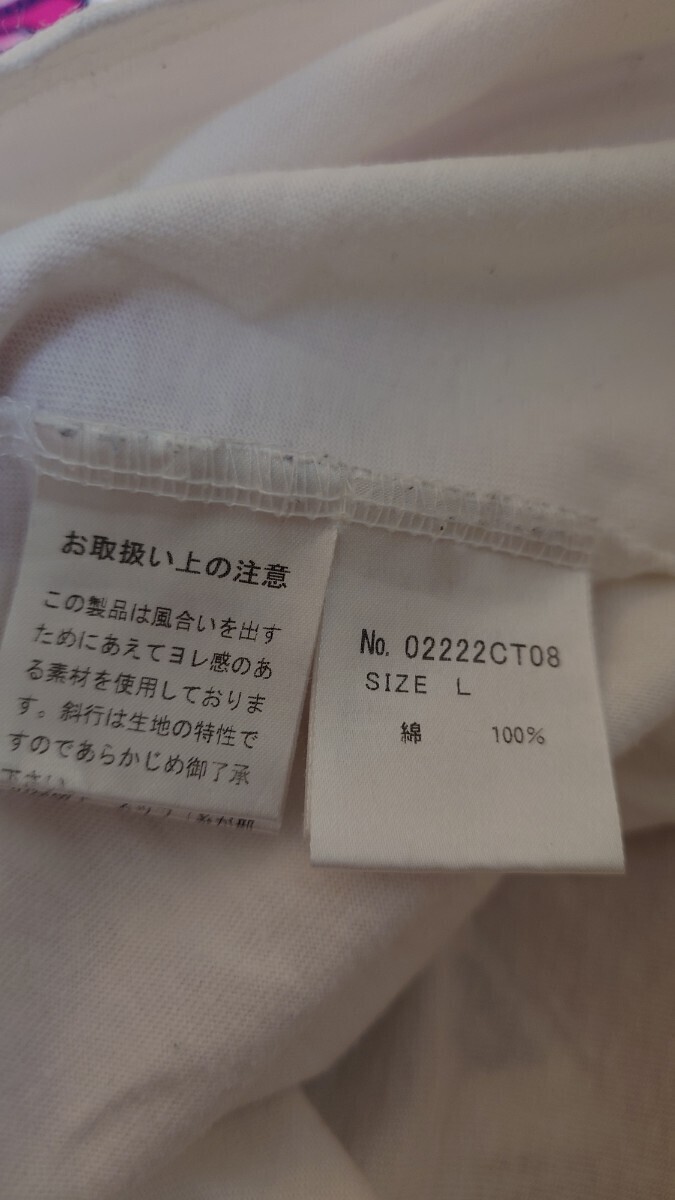 お取扱い上の注意
この製品は風合いを出す
ためにあえてヨレ感のあ
る素材を使用しておりま
す。斜行は生地の特性で
すのであらかじめ御了承
下さい
No. 02222CT08
SIZE L
綿 100%